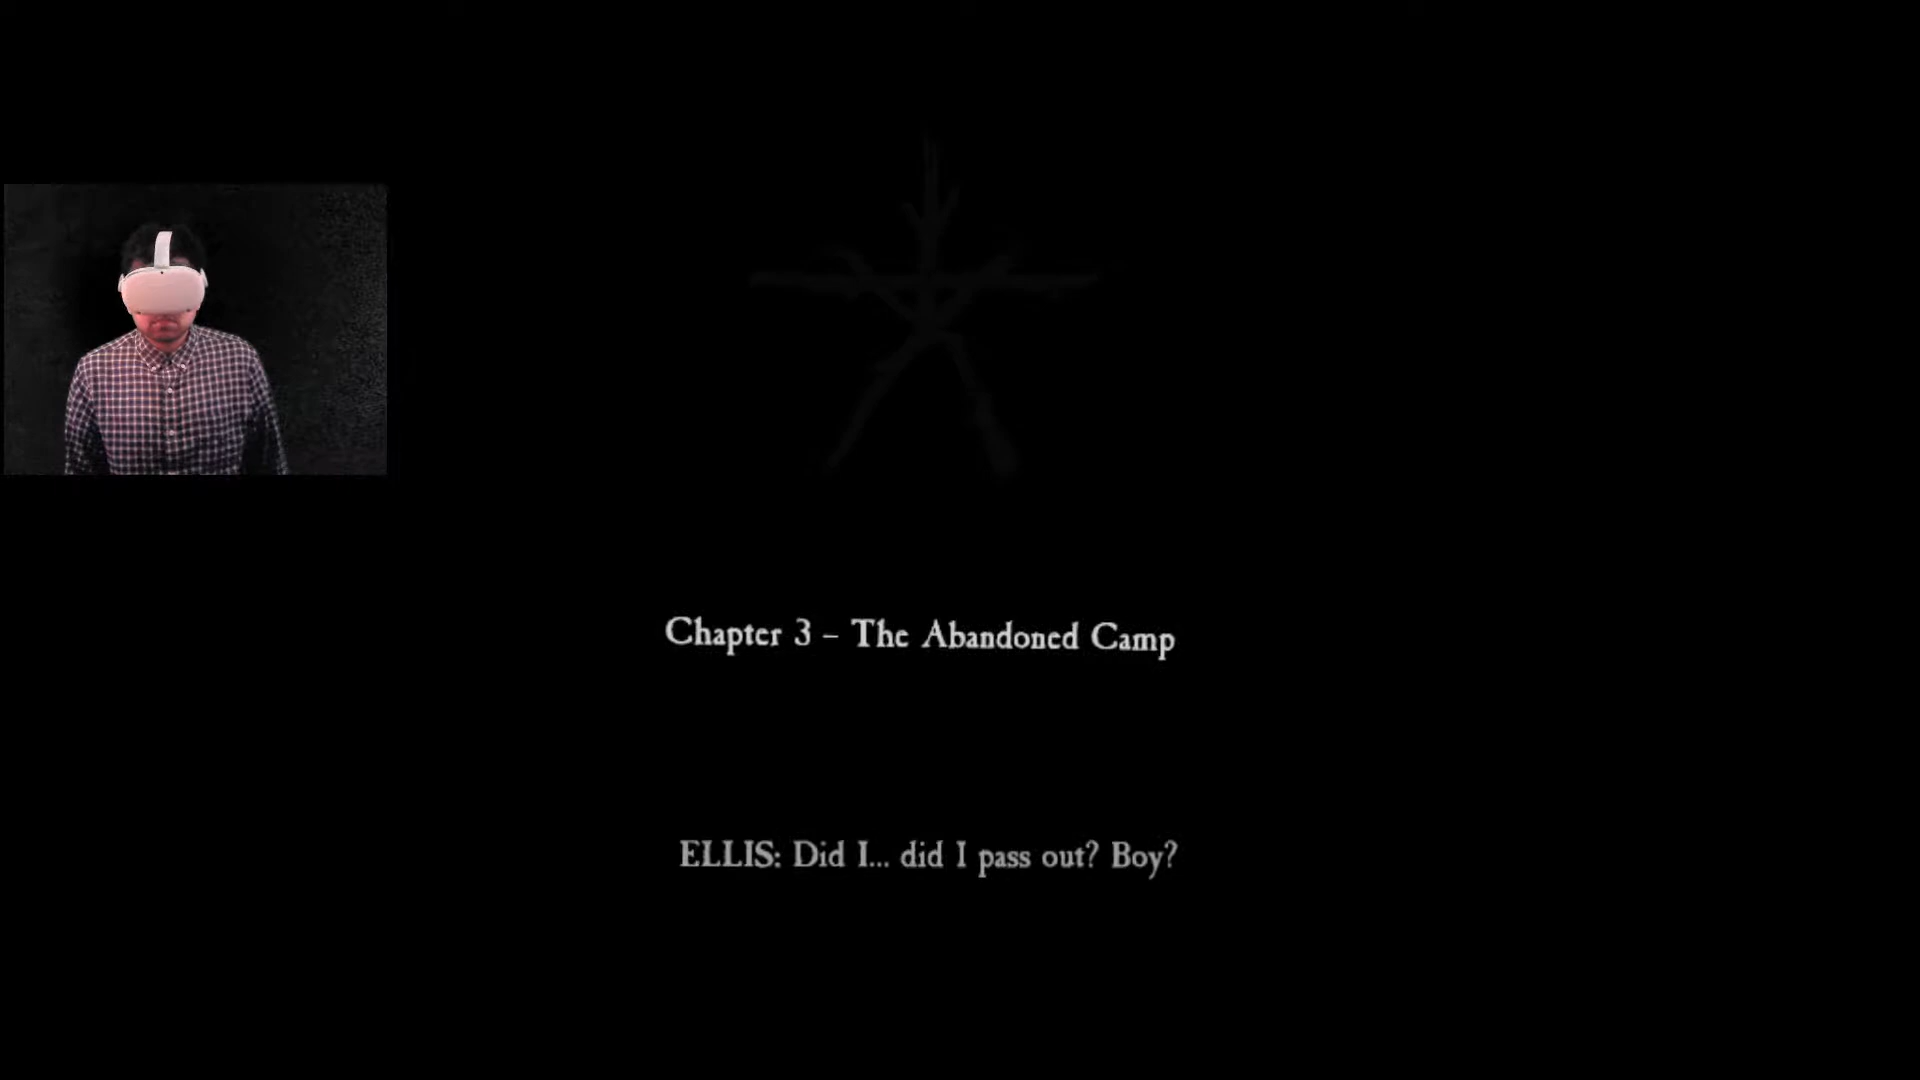 Chapter 3 – The Abandoned Camp
ELLIS: Did I... did I pass out? Boy?